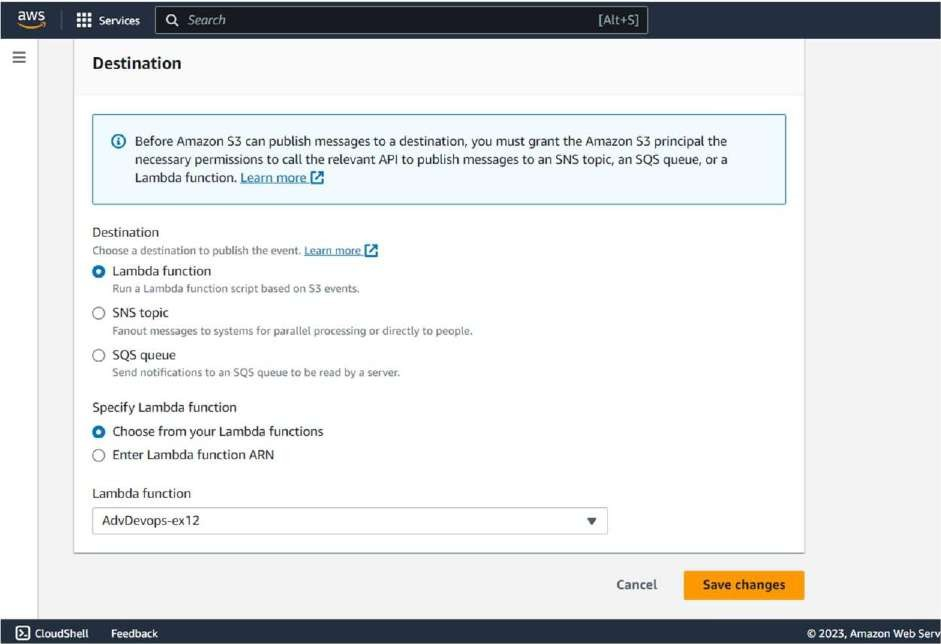 aws
Services
Search
[Alt+S]
Destination
Before Amazon S3 can publish messages to a destination, you must grant the Amazon S3 principal the
necessary permissions to call the relevant API to publish messages to an SNS topic, an SQS queue, or a
Lambda function. Learn more
Destination
Choose a destination to publish the event. Learn more
Lambda function
Run a Lambda function script based on S3 events.
SNS topic
Fanout messages to systems for parallel processing or directly to people.
SQS queue
Send notifications to an SQS queue to be read by a server.
Specify Lambda function
Choose from your Lambda functions
Enter Lambda function ARN
Lambda function
AdvDevops-ex12
Cancel
Save changes
CloudShell
Feedback
© 2023, Amazon Web Serv